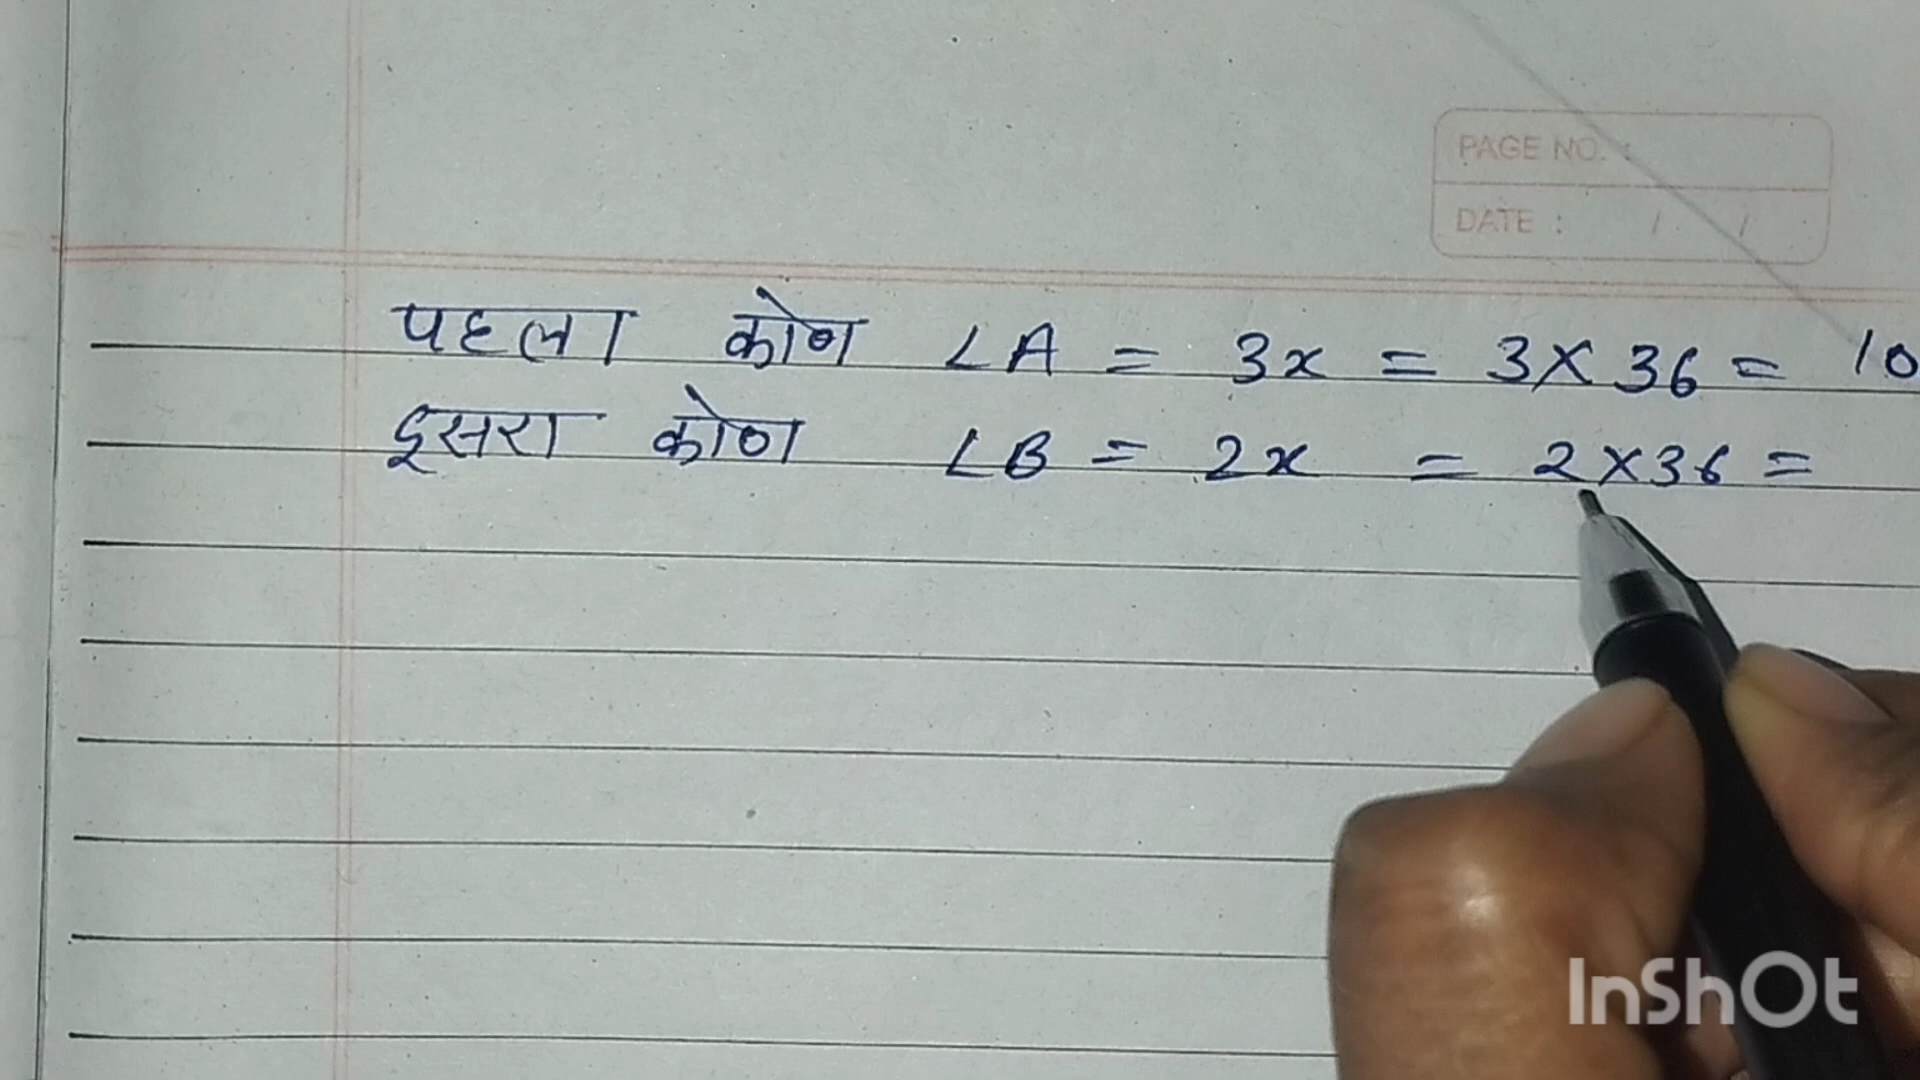 PAGE NO. :
DATE : / /
पहला कोण ∠A = 3x = 3×36 = 10
दूसरा कोण ∠B = 2x = 2×36 =
InShOt